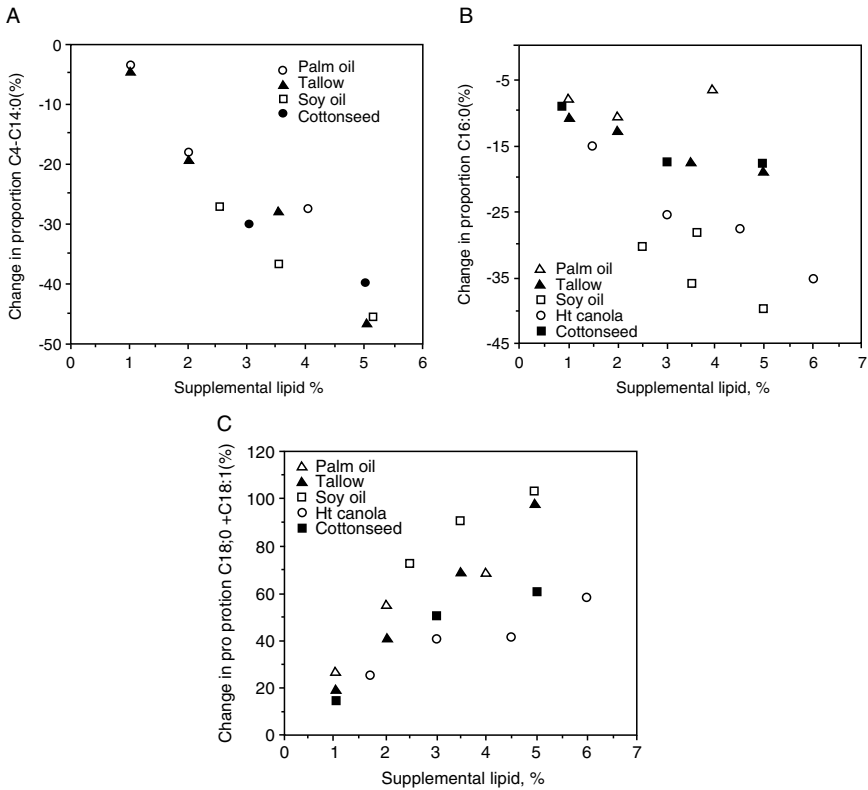 A
Change in proportion C4-C14:0(%)
0
-10
-20
-30
-40
-50
Palm oil
Tallow
Soy oil
Cottonseed
0 1 2 3 4 5 6
Supplemental lipid %
B
Change in proportion C16:0(%)
-5
-15
-25
-35
-45
Palm oil
Tallow
Soy oil
Ht canola
Cottonseed
0 1 2 3 4 5 6 7
Supplemental lipid, %
C
Change in pro protion C18;0 +C18:1(%)
120
100
80
60
40
20
0
Palm oil
Tallow
Soy oil
Ht canola
Cottonseed
0 1 2 3 4 5 6 7
Supplemental lipid, %